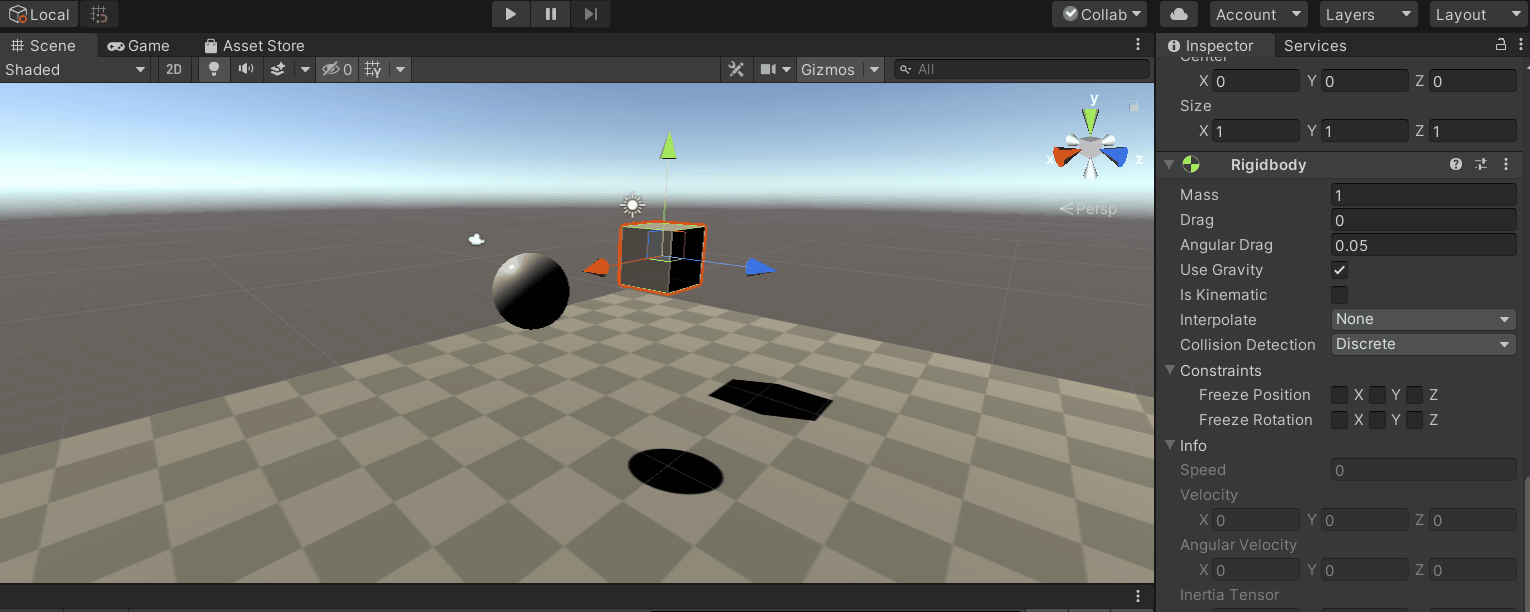 Local Collab Account Layers Layout
Scene Game Asset Store
Inspector Services
Shaded 2D 0 Gizmos All
Center
X 0 Y 0 Z 0
Size
X 1 Y 1 Z 1
Rigidbody
Mass 1
Drag 0
Angular Drag 0.05
Use Gravity
Is Kinematic
Interpolate None
Collision Detection Discrete
Constraints
Freeze Position X Y Z
Freeze Rotation X Y Z
Info
Speed 0
Velocity
X 0 Y 0 Z 0
Angular Velocity
X 0 Y 0 Z 0
Inertia Tensor
y
x z
Persp